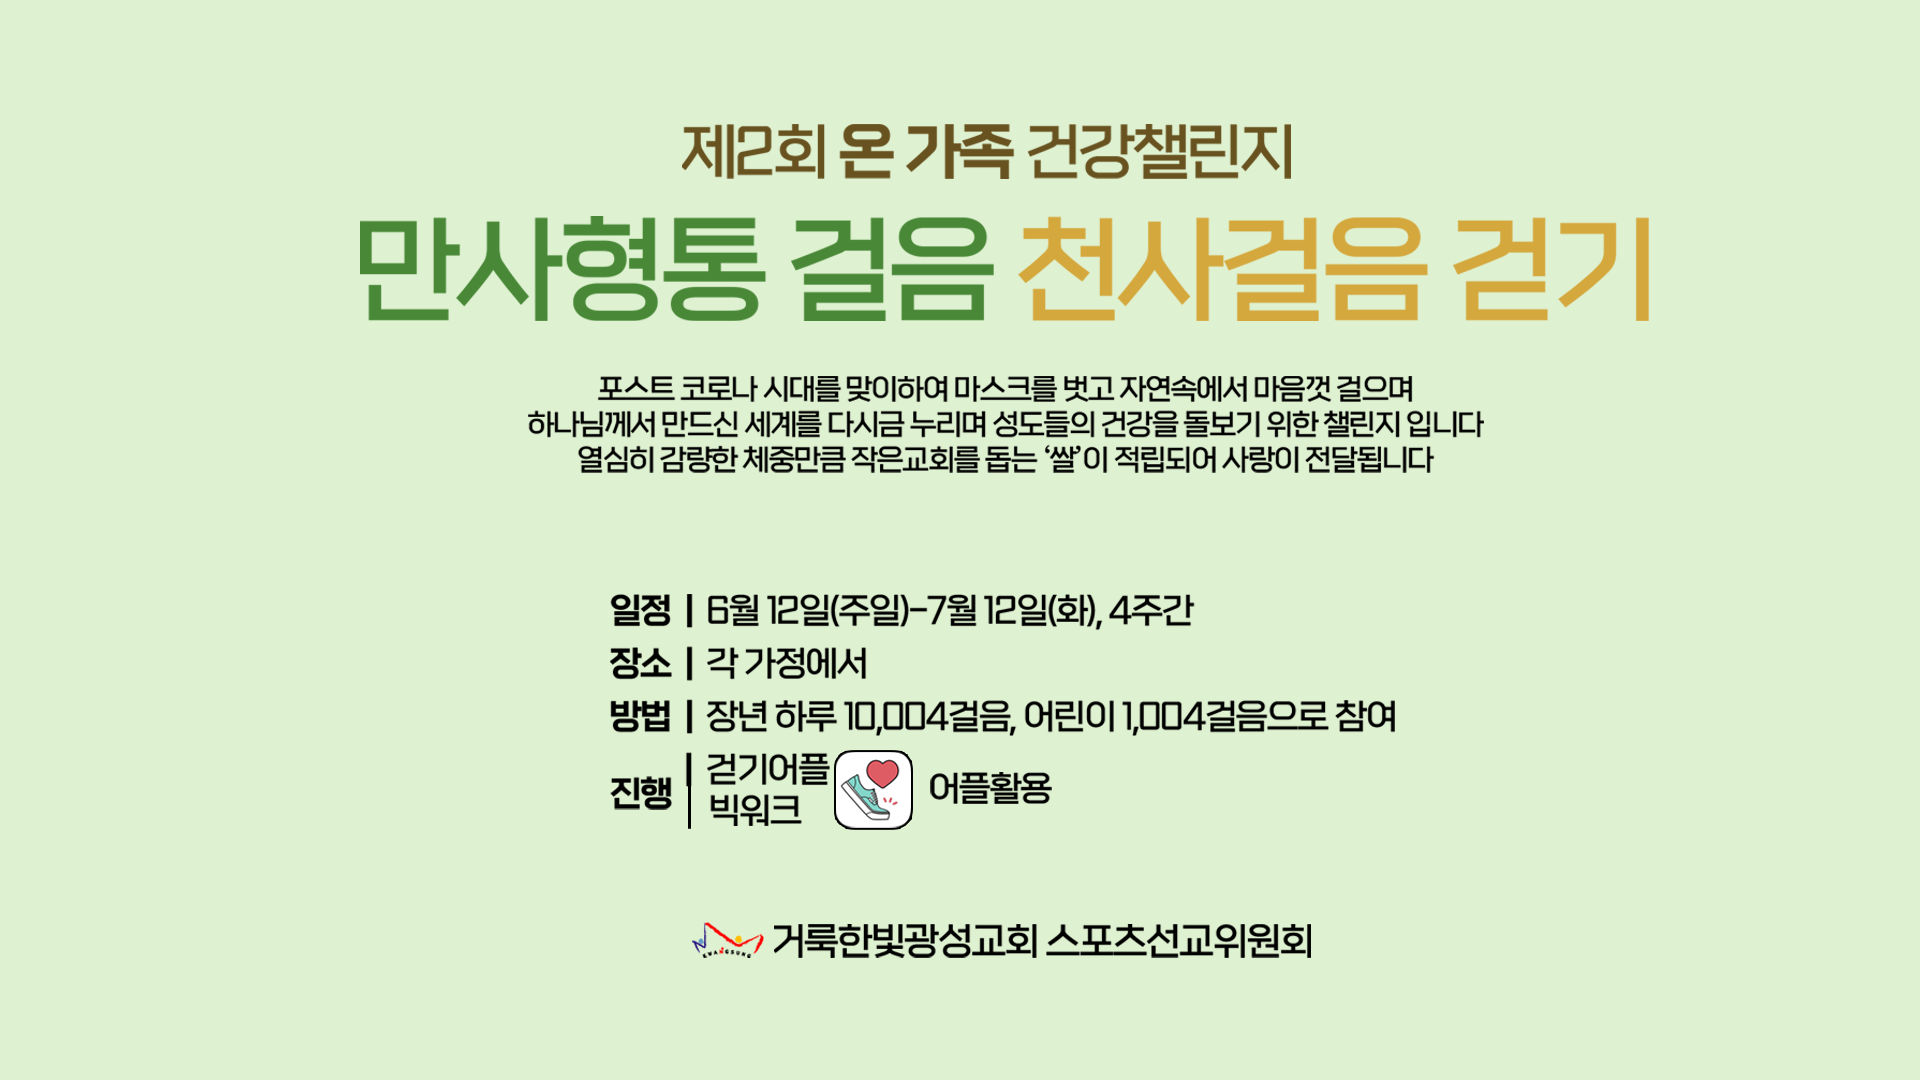 제2회 온 가족 건강챌린지
만사형통 걸음 천사걸음 걷기
포스트 코로나 시대를 맞이하여 마스크를 벗고 자연속에서 마음껏 걸으며
하나님께서 만드신 세계를 다시금 누리며 성도들의 건강을 돌보기 위한 챌린지 입니다
열심히 감량한 체중만큼 작은교회를 돕는 ‘쌀’이 적립되어 사랑이 전달됩니다
일정 | 6월 12일(주일)-7월 12일(화), 4주간
장소 | 각 가정에서
방법 | 장년 하루 10,004걸음, 어린이 1,004걸음으로 참여
진행 | 걷기어플
빅워크
어플활용
KWANGSUNG
거룩한빛광성교회 스포츠선교위원회